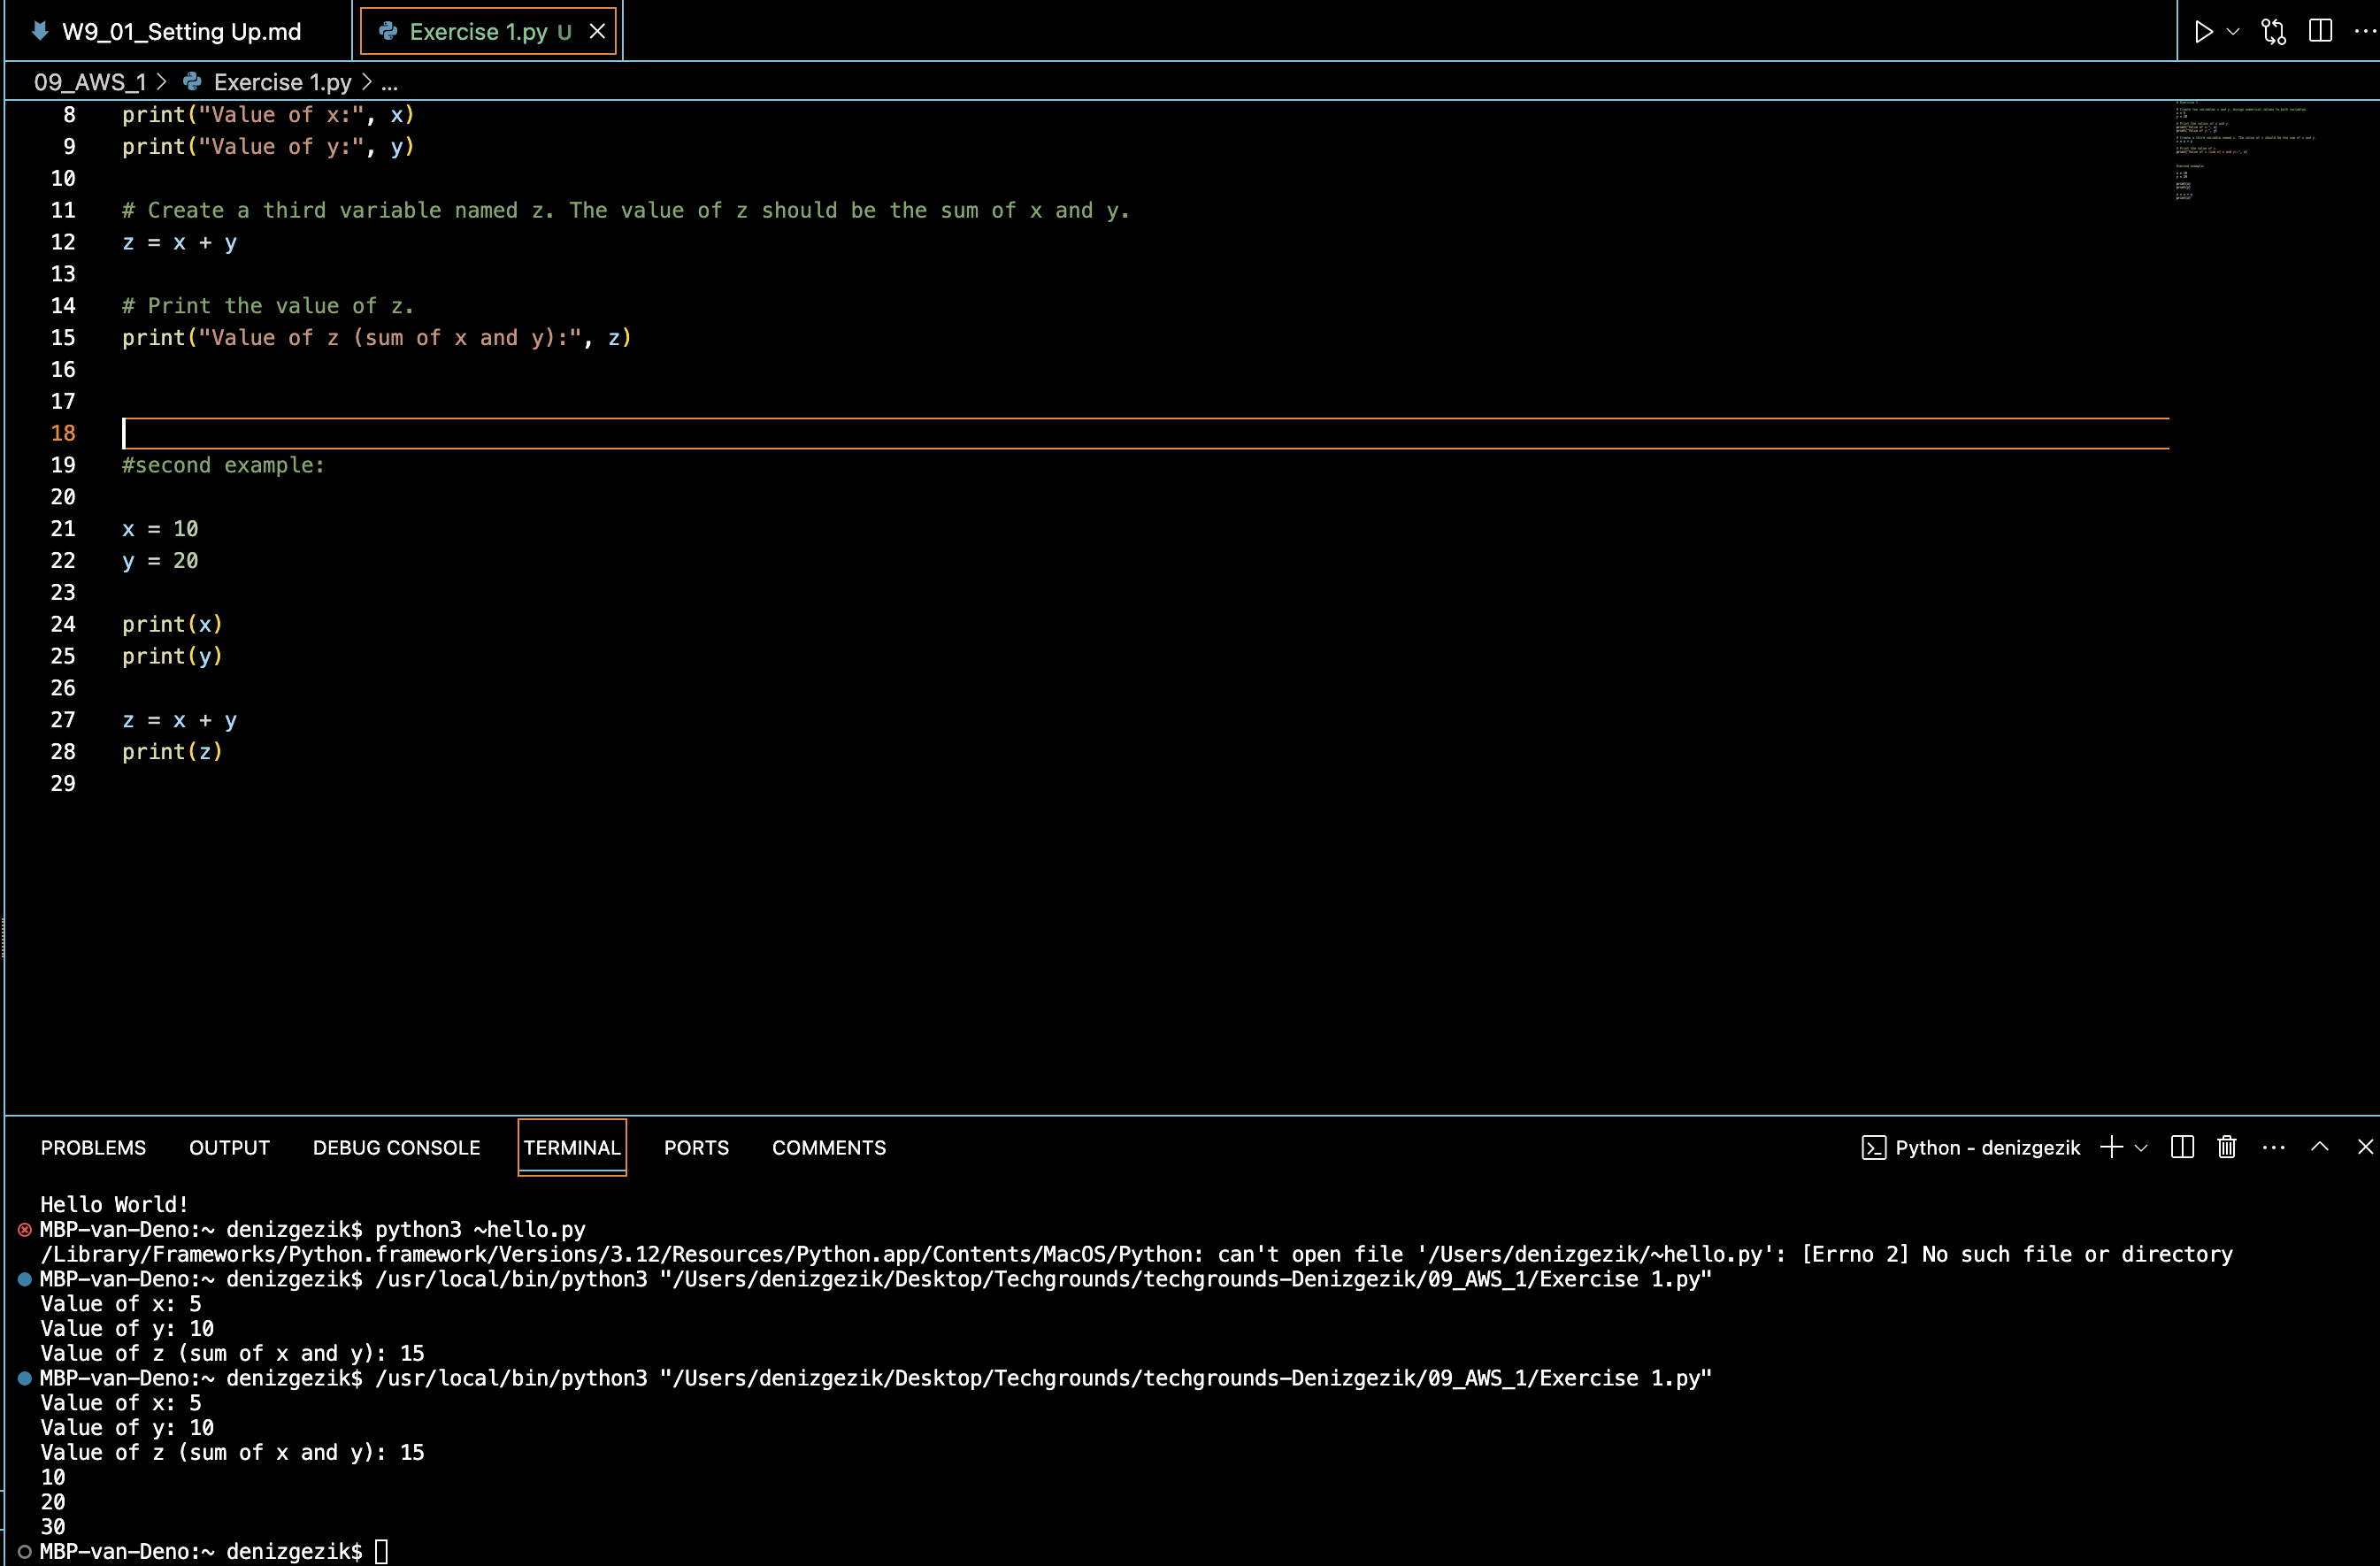 W9_01_Setting Up.md
Exercise 1.py U
09_AWS_1 > Exercise 1.py > ...
8 print("Value of x:", x)
9 print("Value of y:", y)
10
11 # Create a third variable named z. The value of z should be the sum of x and y.
12 z = x + y
13
14 # Print the value of z.
15 print("Value of z (sum of x and y):", z)
16
17
18
19 #second example:
20
21 x = 10
22 y = 20
23
24 print(x)
25 print(y)
26
27 z = x + y
28 print(z)
29
PROBLEMS OUTPUT DEBUG CONSOLE TERMINAL PORTS COMMENTS Python - denizgezik
Hello World!
MBP-van-Deno:~ denizgezik$ python3 ~hello.py
/Library/Frameworks/Python.framework/Versions/3.12/Resources/Python.app/Contents/MacOS/Python: can't open file '/Users/denizgezik/~hello.py': [Errno 2] No such file or directory
MBP-van-Deno:~ denizgezik$ /usr/local/bin/python3 "/Users/denizgezik/Desktop/Techgrounds/techgrounds-Denizgezik/09_AWS_1/Exercise 1.py"
Value of x: 5
Value of y: 10
Value of z (sum of x and y): 15
MBP-van-Deno:~ denizgezik$ /usr/local/bin/python3 "/Users/denizgezik/Desktop/Techgrounds/techgrounds-Denizgezik/09_AWS_1/Exercise 1.py"
Value of x: 5
Value of y: 10
Value of z (sum of x and y): 15
10
20
30
MBP-van-Deno:~ denizgezik$